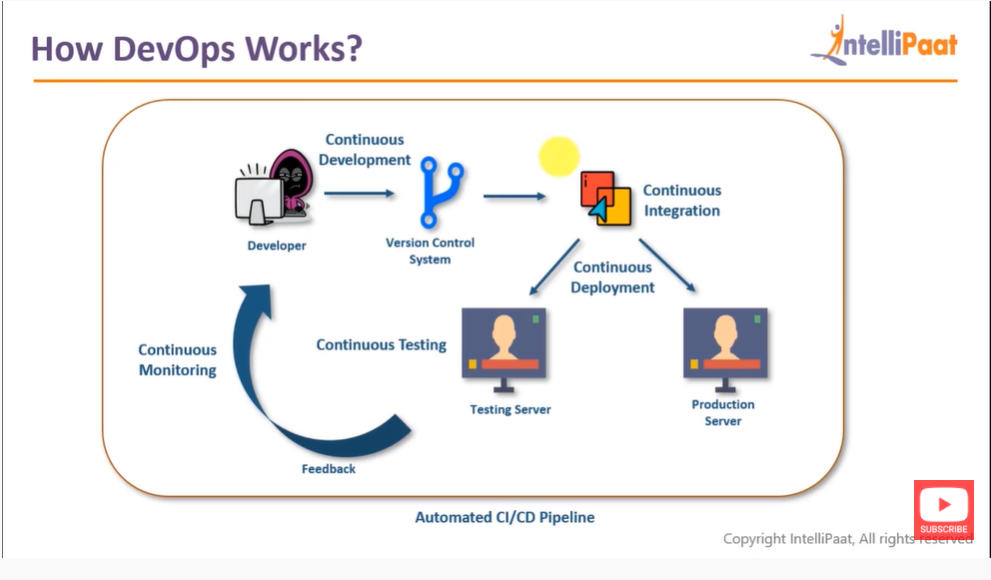 How DevOps Works?
IntelliPaat
Continuous
Development
Continuous
Integration
Developer
Version Control
System
Continuous
Deployment
Continuous
Monitoring
Continuous Testing
Testing Server
Production
Server
Feedback
Automated CI/CD Pipeline
SUBSCRIBE
Copyright IntelliPaat, All rights reserved